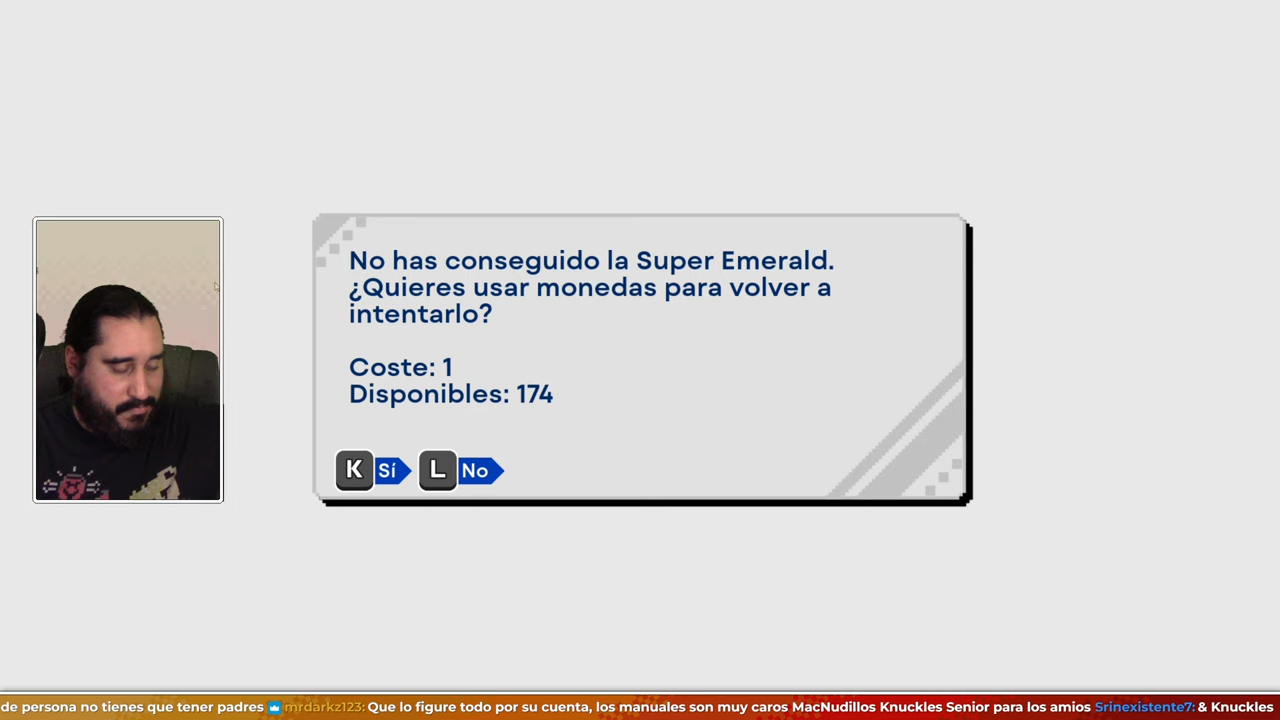 No has conseguido la Super Emerald.
¿Quieres usar monedas para volver a
intentarlo?
Coste: 1
Disponibles: 174
K Sí L No
de persona no tienes que tener padres mrdarkz123: Que lo figure todo por su cuenta, los manuales son muy caros MacNudillos Knuckles Senior para los amios Srinexistente7: & Knuckles